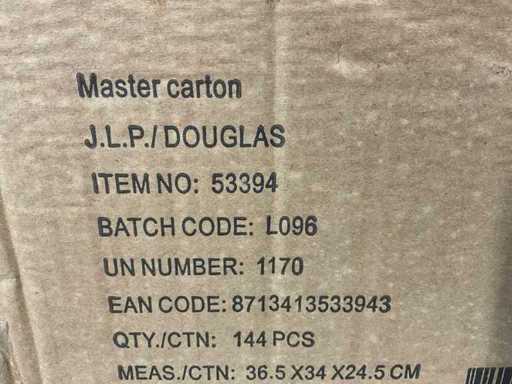 Master carton
J.L.P./ DOUGLAS
ITEM NO: 53394
BATCH CODE: L096
UN NUMBER: 1170
EAN CODE: 8713413533943
QTY./CTN: 144 PCS
MEAS./CTN: 36.5 X34 X24.5 CM